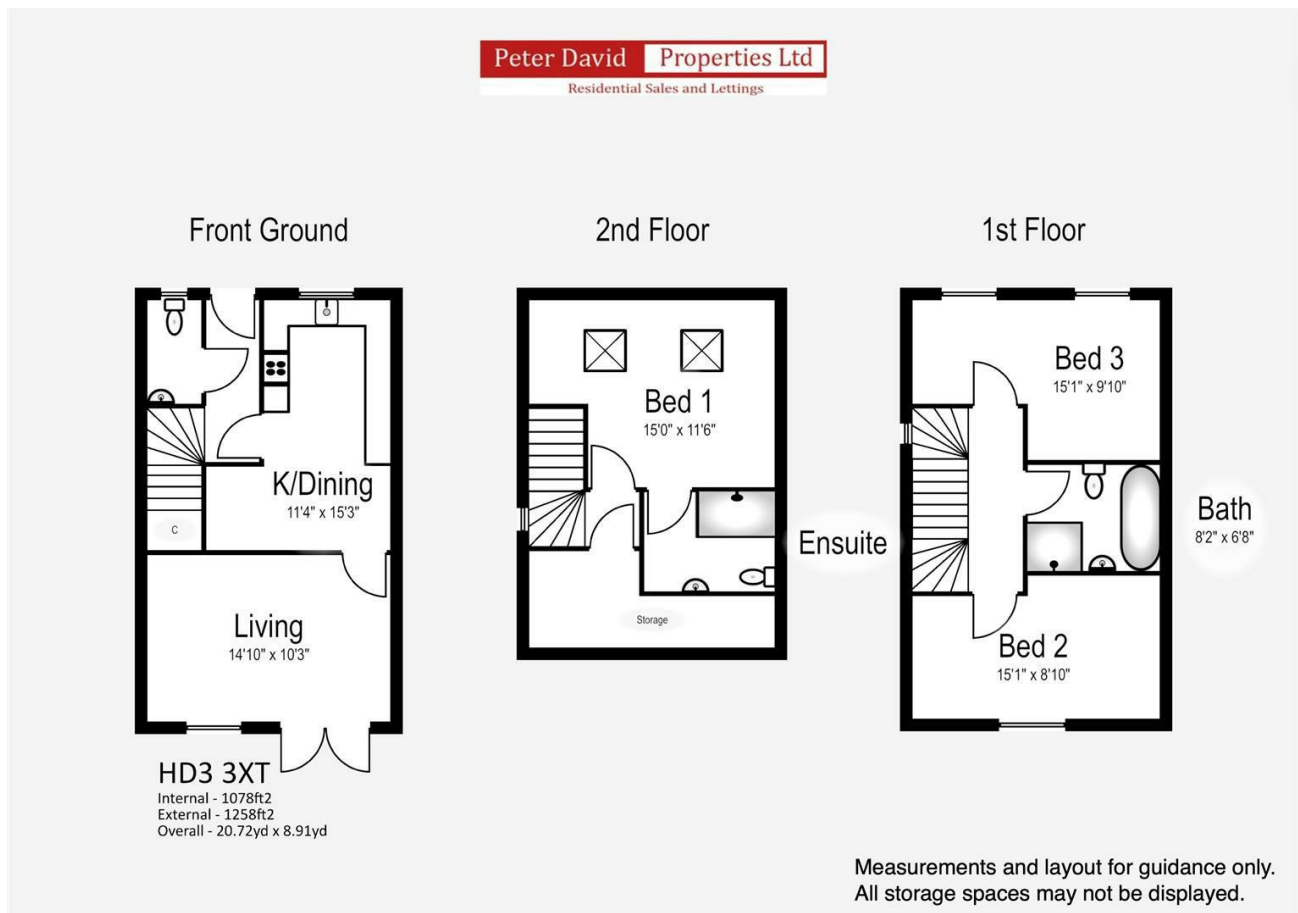 Peter David Properties Ltd
Residential Sales and Lettings
Front Ground
2nd Floor
1st Floor
K/Dining
11'4" x 15'3"
C
Living
14'10" x 10'3"
Bed 1
15'0" x 11'6"
Ensuite
Storage
Bed 3
15'1" x 9'10"
Bath
8'2" x 6'8"
Bed 2
15'1" x 8'10"
HD3 3XT
Internal - 1078ft2
External - 1258ft2
Overall - 20.72yd x 8.91yd
Measurements and layout for guidance only.
All storage spaces may not be displayed.